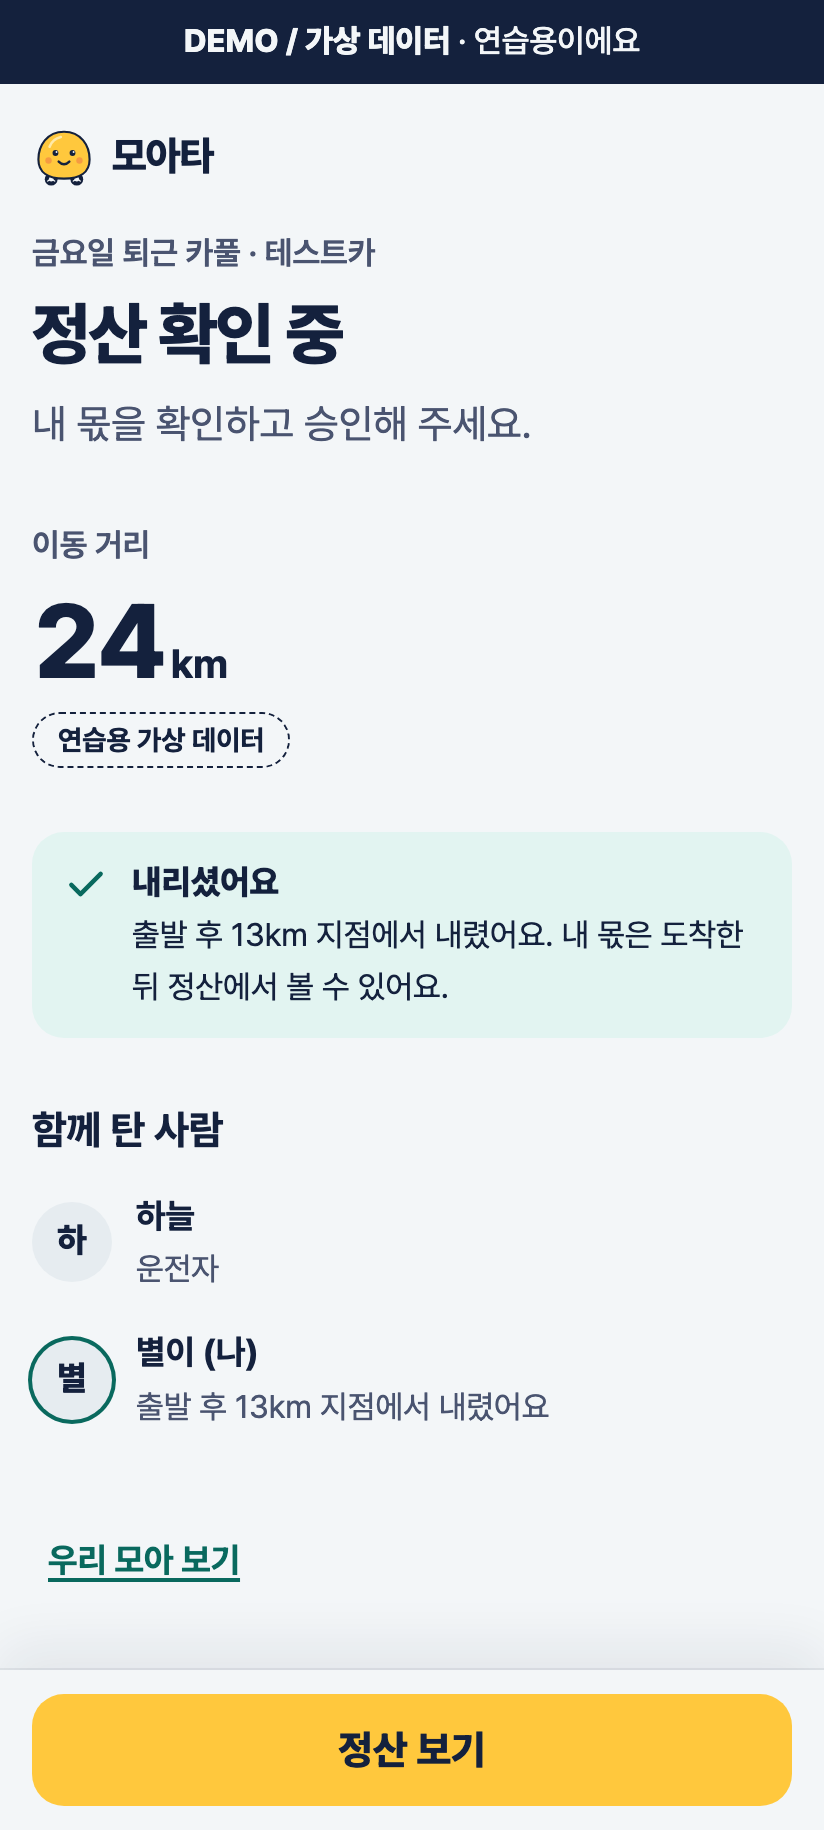 DEMO / 가상 데이터 · 연습용이에요
모아타
금요일 퇴근 카풀 · 테스트카
정산 확인 중
내 몫을 확인하고 승인해 주세요.
이동 거리
24 km
연습용 가상 데이터
내리셨어요
출발 후 13km 지점에서 내렸어요. 내 몫은 도착한
뒤 정산에서 볼 수 있어요.
함께 탄 사람
하
하늘
운전자
별
별이 (나)
출발 후 13km 지점에서 내렸어요
우리 모아 보기
정산 보기